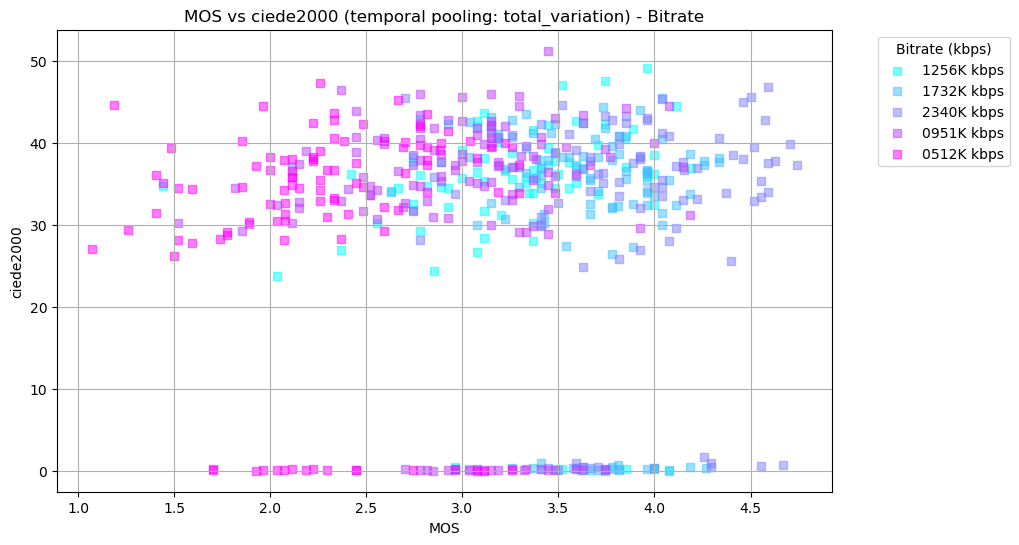 MOS vs ciede2000 (temporal pooling: total_variation) - Bitrate
50
40
30
20
10
0
ciede2000
1.0 1.5 2.0 2.5 3.0 3.5 4.0 4.5
MOS
Bitrate (kbps)
1256K kbps
1732K kbps
2340K kbps
0951K kbps
0512K kbps